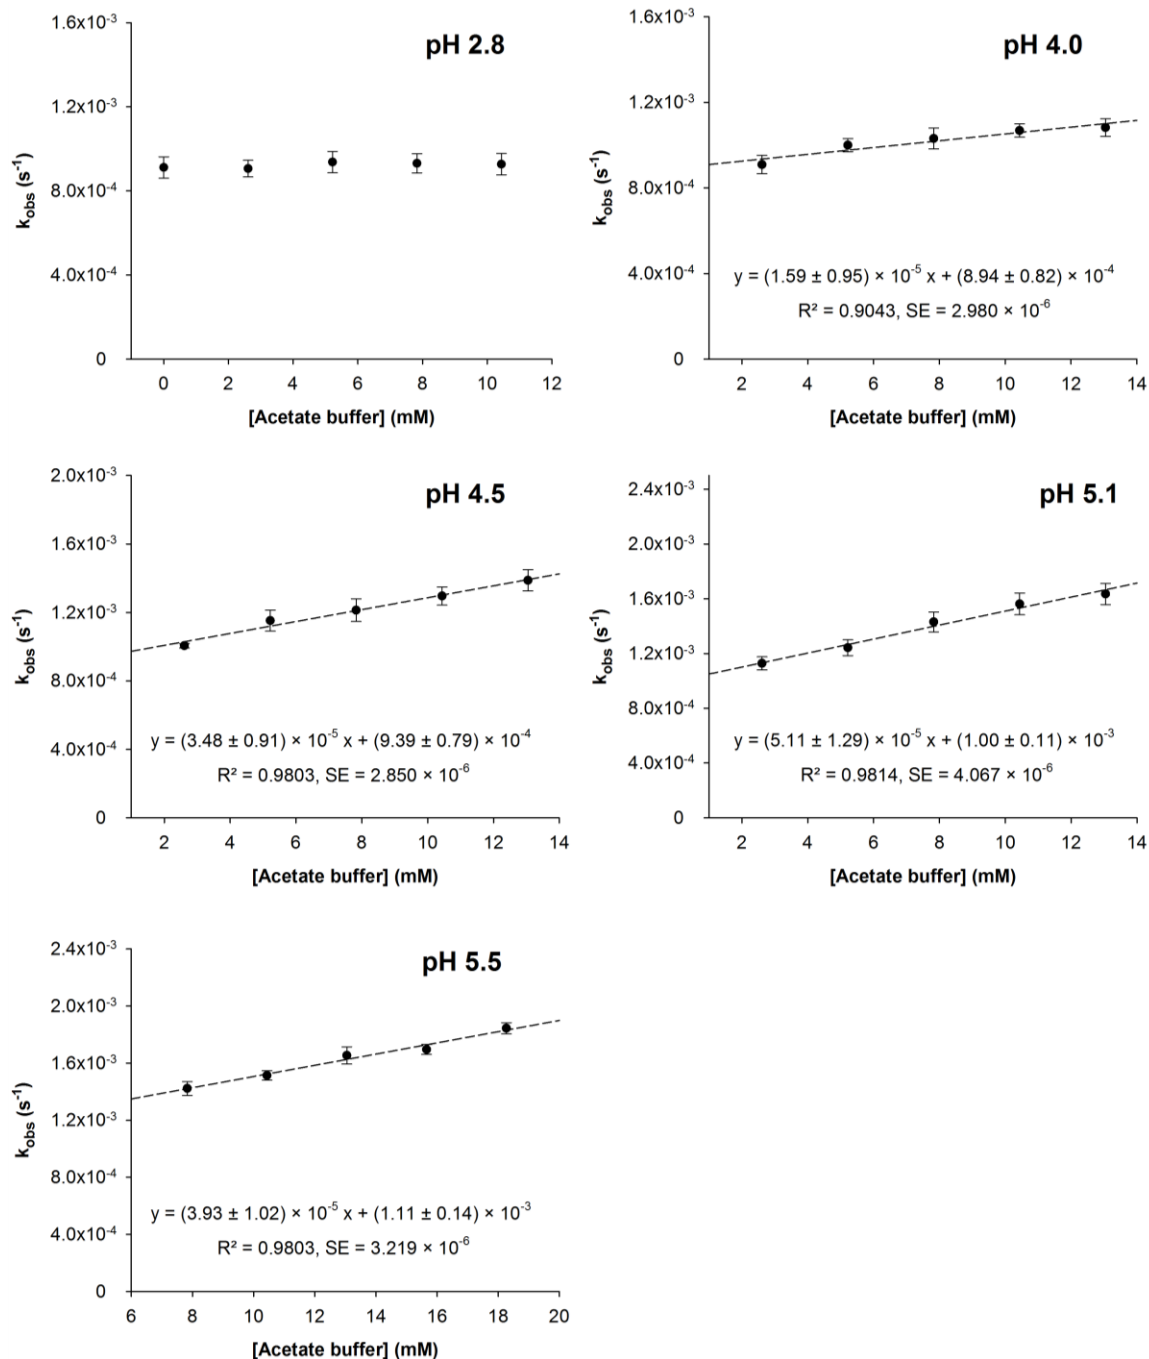 pH 2.8
1.6x10⁻³
1.2x10⁻³
8.0x10⁻⁴
4.0x10⁻⁴
0
k_obs (s⁻¹)
0 2 4 6 8 10 12
[Acetate buffer] (mM)
pH 4.0
1.6x10⁻³
1.2x10⁻³
8.0x10⁻⁴
4.0x10⁻⁴
0
k_obs (s⁻¹)
y = (1.59 ± 0.95) × 10⁻⁵ x + (8.94 ± 0.82) × 10⁻⁴
R² = 0.9043, SE = 2.980 × 10⁻⁶
2 4 6 8 10 12 14
[Acetate buffer] (mM)
pH 4.5
2.0x10⁻³
1.6x10⁻³
1.2x10⁻³
8.0x10⁻⁴
4.0x10⁻⁴
0
k_obs (s⁻¹)
y = (3.48 ± 0.91) × 10⁻⁵ x + (9.39 ± 0.79) × 10⁻⁴
R² = 0.9803, SE = 2.850 × 10⁻⁶
2 4 6 8 10 12 14
[Acetate buffer] (mM)
pH 5.1
2.4x10⁻³
2.0x10⁻³
1.6x10⁻³
1.2x10⁻³
8.0x10⁻⁴
4.0x10⁻⁴
0
k_obs (s⁻¹)
y = (5.11 ± 1.29) × 10⁻⁵ x + (1.00 ± 0.11) × 10⁻³
R² = 0.9814, SE = 4.067 × 10⁻⁶
2 4 6 8 10 12 14
[Acetate buffer] (mM)
pH 5.5
2.4x10⁻³
2.0x10⁻³
1.6x10⁻³
1.2x10⁻³
8.0x10⁻⁴
4.0x10⁻⁴
0
k_obs (s⁻¹)
y = (3.93 ± 1.02) × 10⁻⁵ x + (1.11 ± 0.14) × 10⁻³
R² = 0.9803, SE = 3.219 × 10⁻⁶
6 8 10 12 14 16 18 20
[Acetate buffer] (mM)